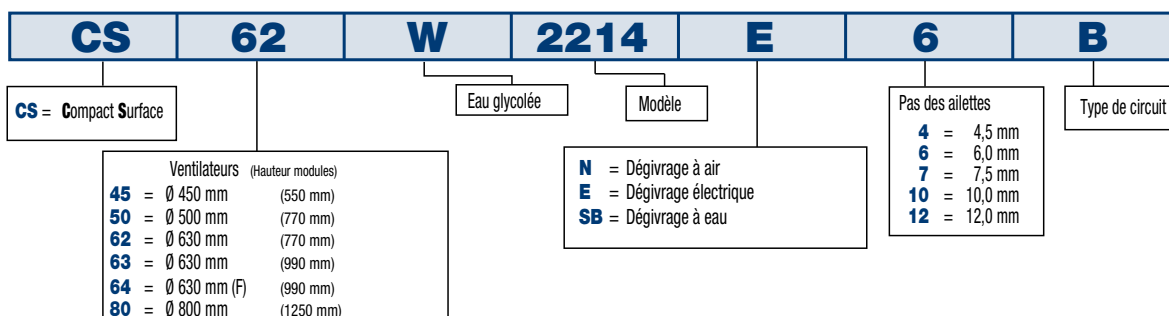 CS 62 W 2214 E 6 B
CS = Compact Surface
Ventilateurs (Hauteur modules)
45 = Ø 450 mm (550 mm)
50 = Ø 500 mm (770 mm)
62 = Ø 630 mm (770 mm)
63 = Ø 630 mm (990 mm)
64 = Ø 630 mm (F) (990 mm)
80 = Ø 800 mm (1250 mm)
Eau glycolée
Modèle
N = Dégivrage à air
E = Dégivrage électrique
SB = Dégivrage à eau
Pas des ailettes
4 = 4,5 mm
6 = 6,0 mm
7 = 7,5 mm
10 = 10,0 mm
12 = 12,0 mm
Type de circuit